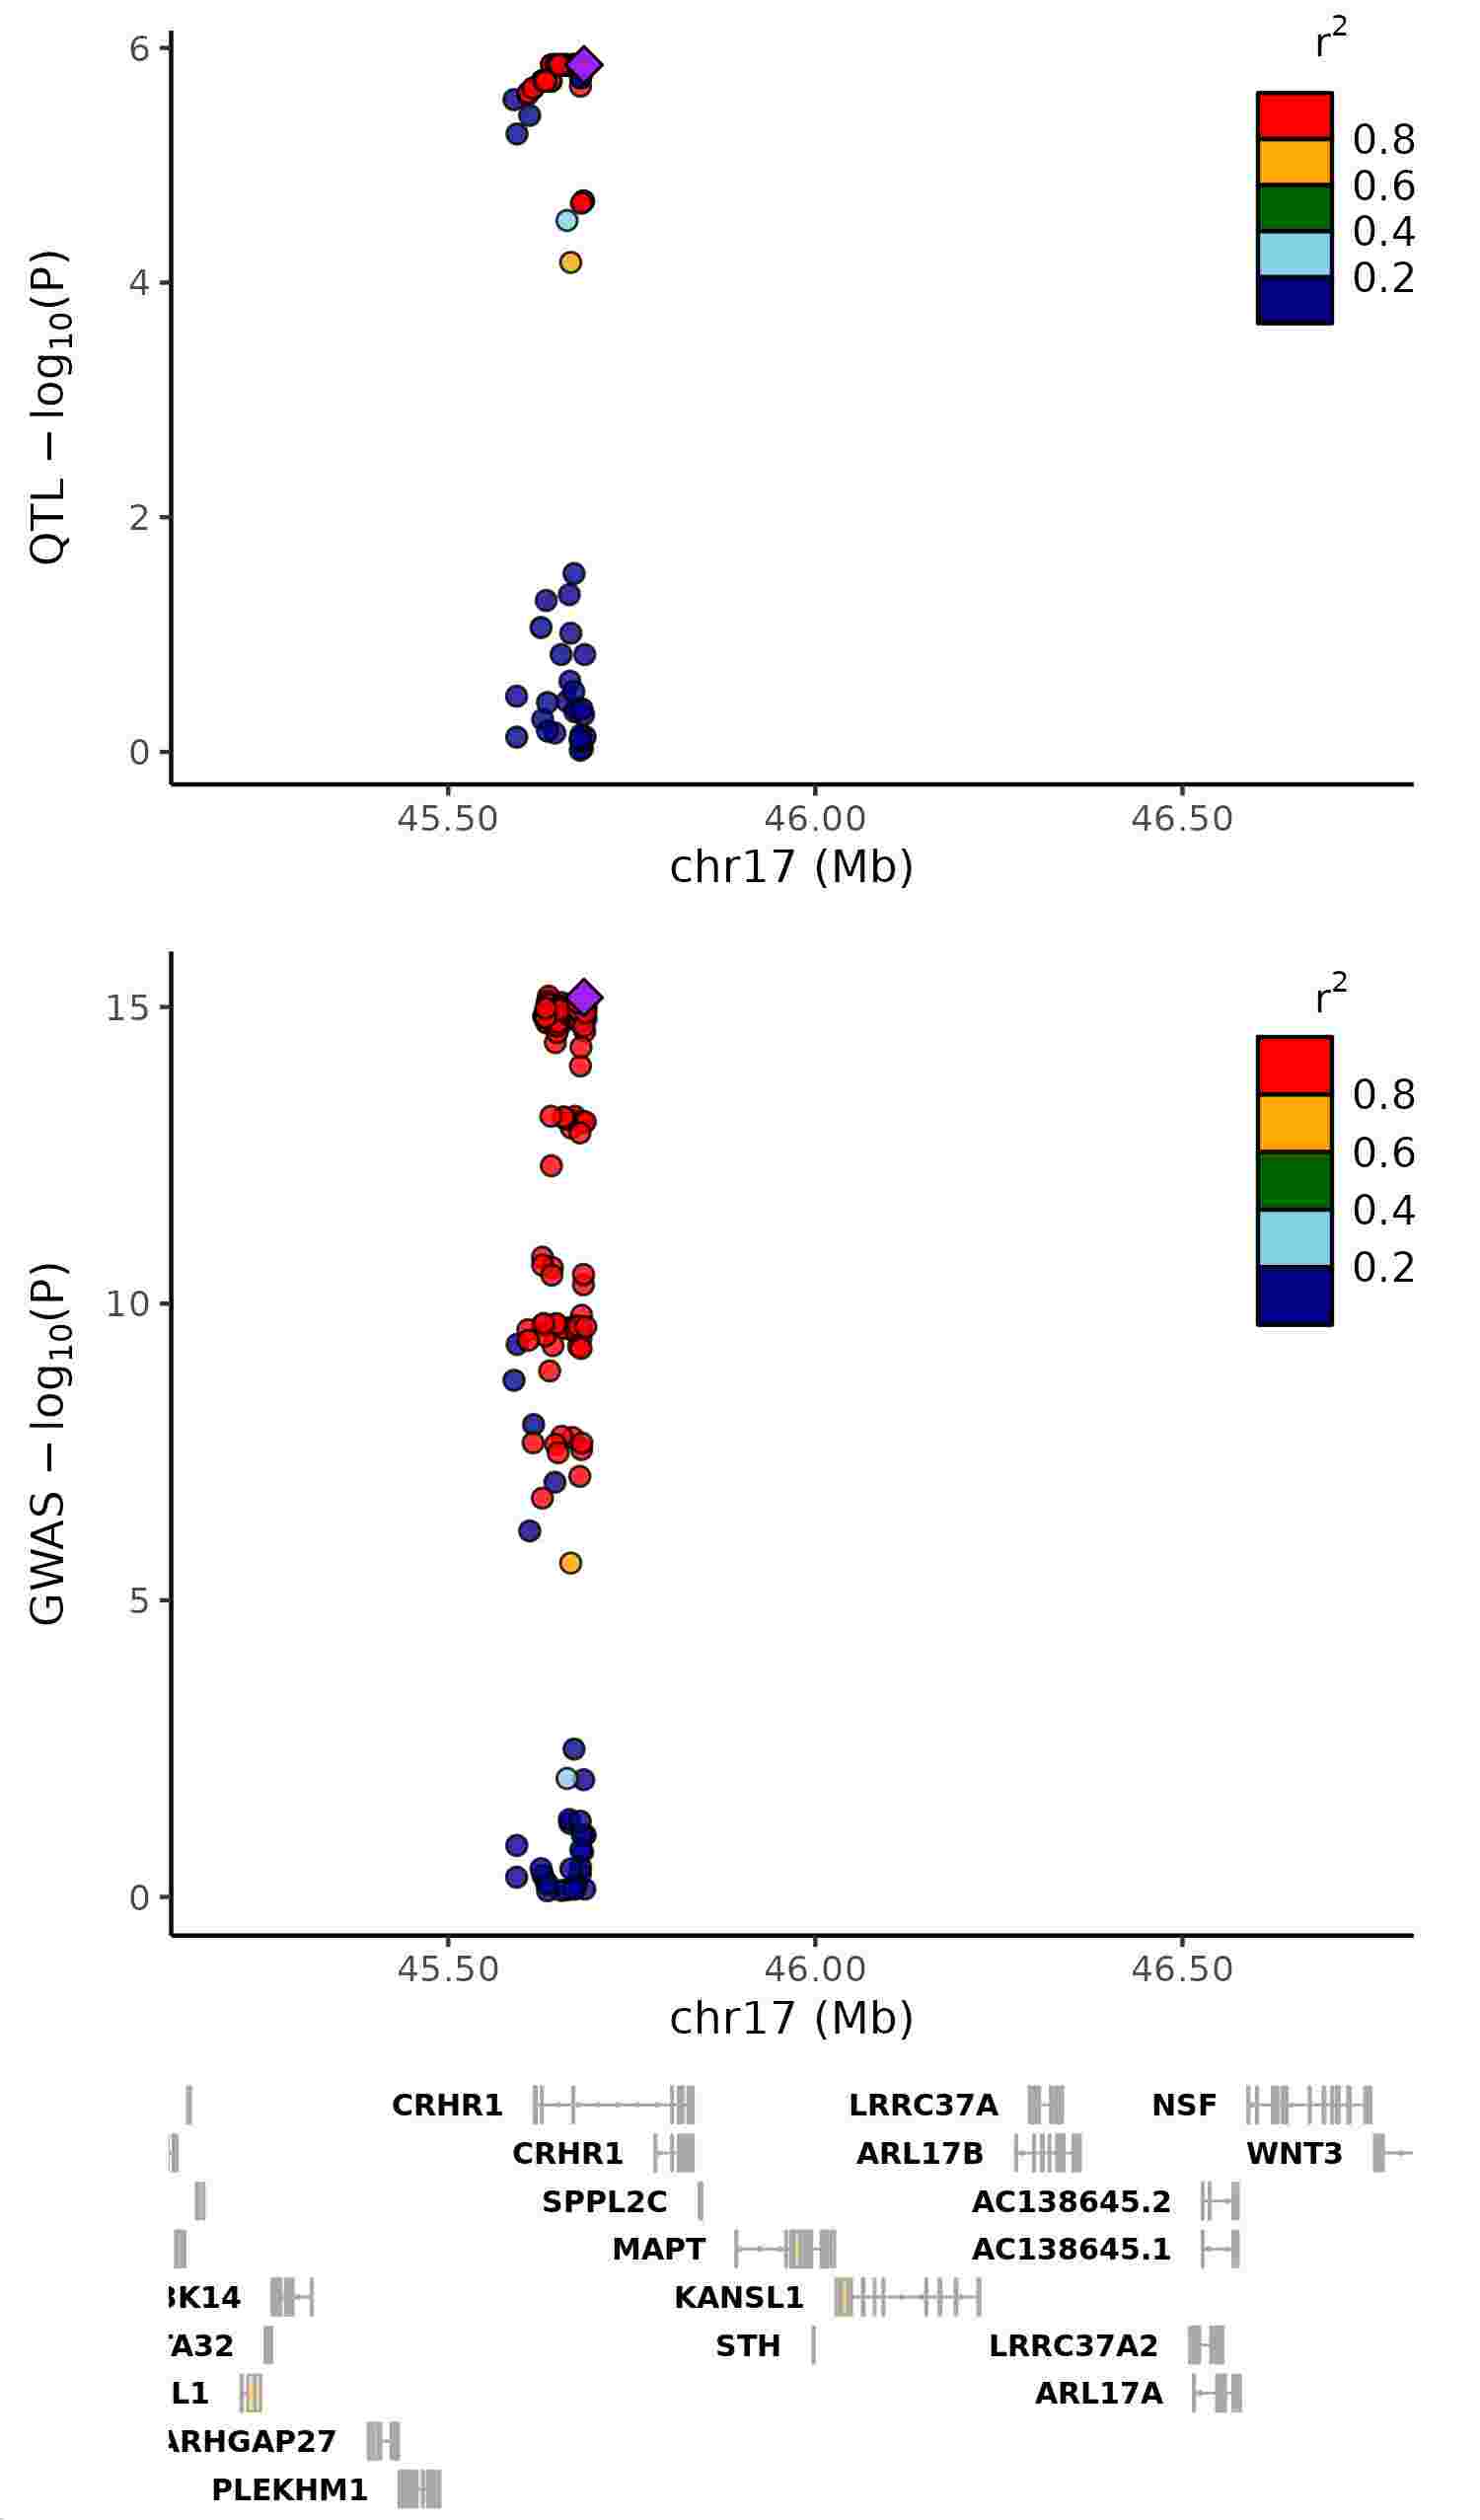 r²
6
4
2
0
QTL −log₁₀(P)
0.8
0.6
0.4
0.2
45.50 46.00 46.50
chr17 (Mb)
r²
15
10
5
0
GWAS −log₁₀(P)
0.8
0.6
0.4
0.2
45.50 46.00 46.50
chr17 (Mb)
CRHR1 LRRC37A NSF
CRHR1 ARL17B WNT3
SPPL2C AC138645.2
MAPT AC138645.1
K14 KANSL1
A32 STH LRRC37A2
L1 ARL17A
ARHGAP27
PLEKHM1